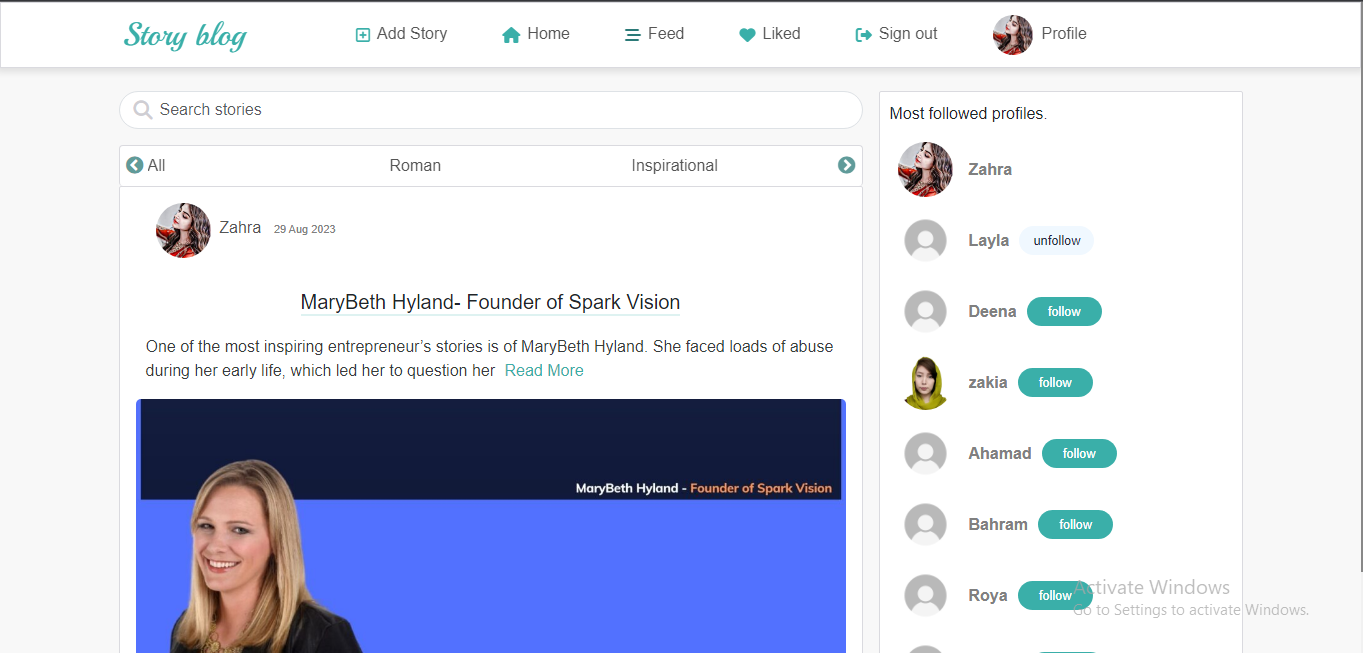 Story blog
Add Story
Home
Feed
Liked
Sign out
Profile
Search stories
All
Roman
Inspirational
Zahra 29 Aug 2023
MaryBeth Hyland- Founder of Spark Vision
One of the most inspiring entrepreneur’s stories is of MaryBeth Hyland. She faced loads of abuse
during her early life, which led her to question her Read More
MaryBeth Hyland - Founder of Spark Vision
Most followed profiles.
Zahra
Layla unfollow
Deena follow
zakia follow
Ahamad follow
Bahram follow
Roya follow
Activate Windows
Go to Settings to activate Windows.